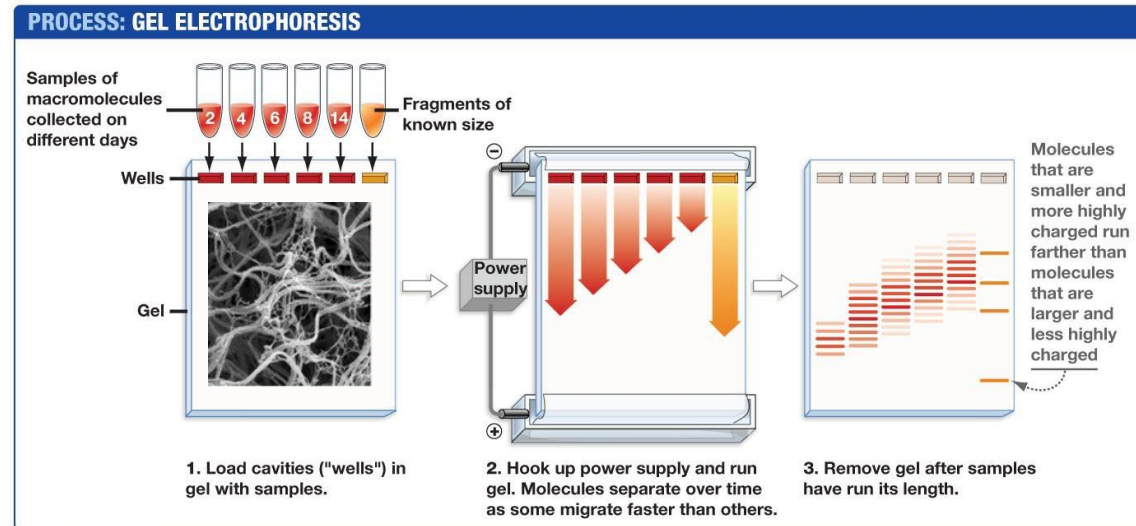 PROCESS: GEL ELECTROPHORESIS
Samples of
macromolecules
collected on
different days
2 4 6 8 14
Fragments of
known size
Wells
Gel
−
Power
supply
+
Molecules
that are
smaller and
more highly
charged run
farther than
molecules
that are
larger and
less highly
charged
1. Load cavities ("wells") in
gel with samples.
2. Hook up power supply and run
gel. Molecules separate over time
as some migrate faster than others.
3. Remove gel after samples
have run its length.